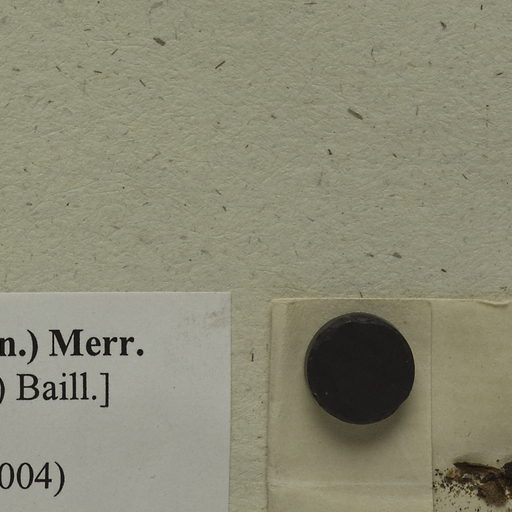 n.) Merr.
) Baill.]
004)